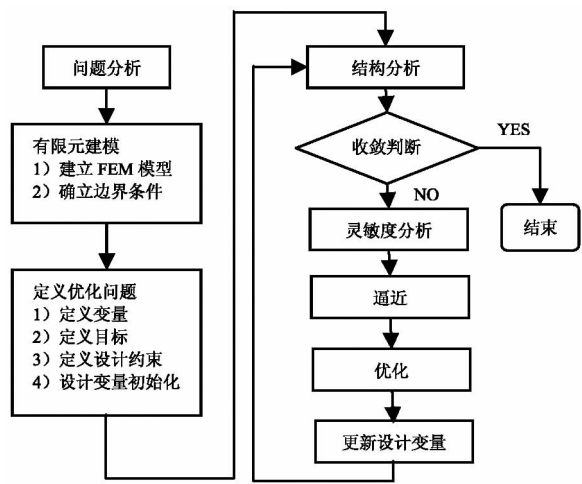 问题分析
有限元建模
1）建立 FEM 模型
2）确立边界条件
定义优化问题
1）定义变量
2）定义目标
3）定义设计约束
4）设计变量初始化
结构分析
收敛判断
YES
NO
结束
灵敏度分析
逼近
优化
更新设计变量